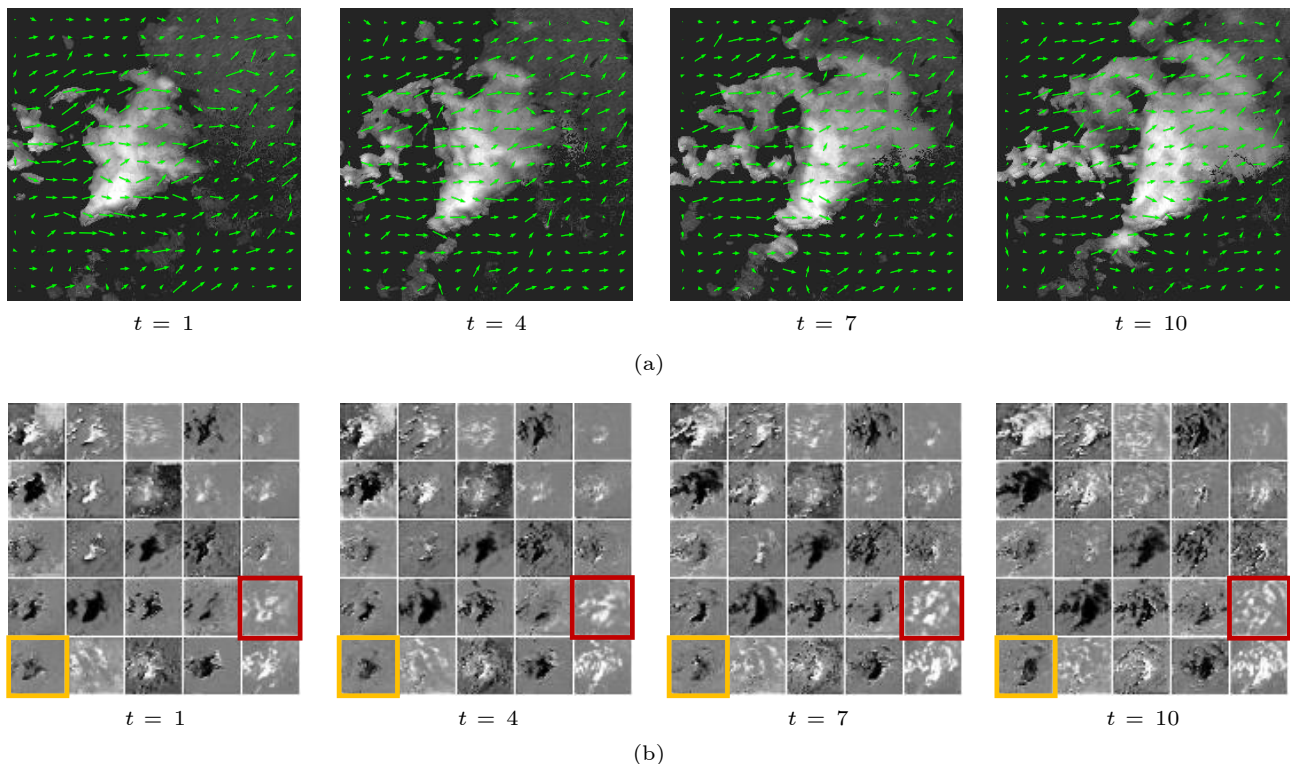 t = 1 t = 4 t = 7 t = 10
(a)
t = 1 t = 4 t = 7 t = 10
(b)